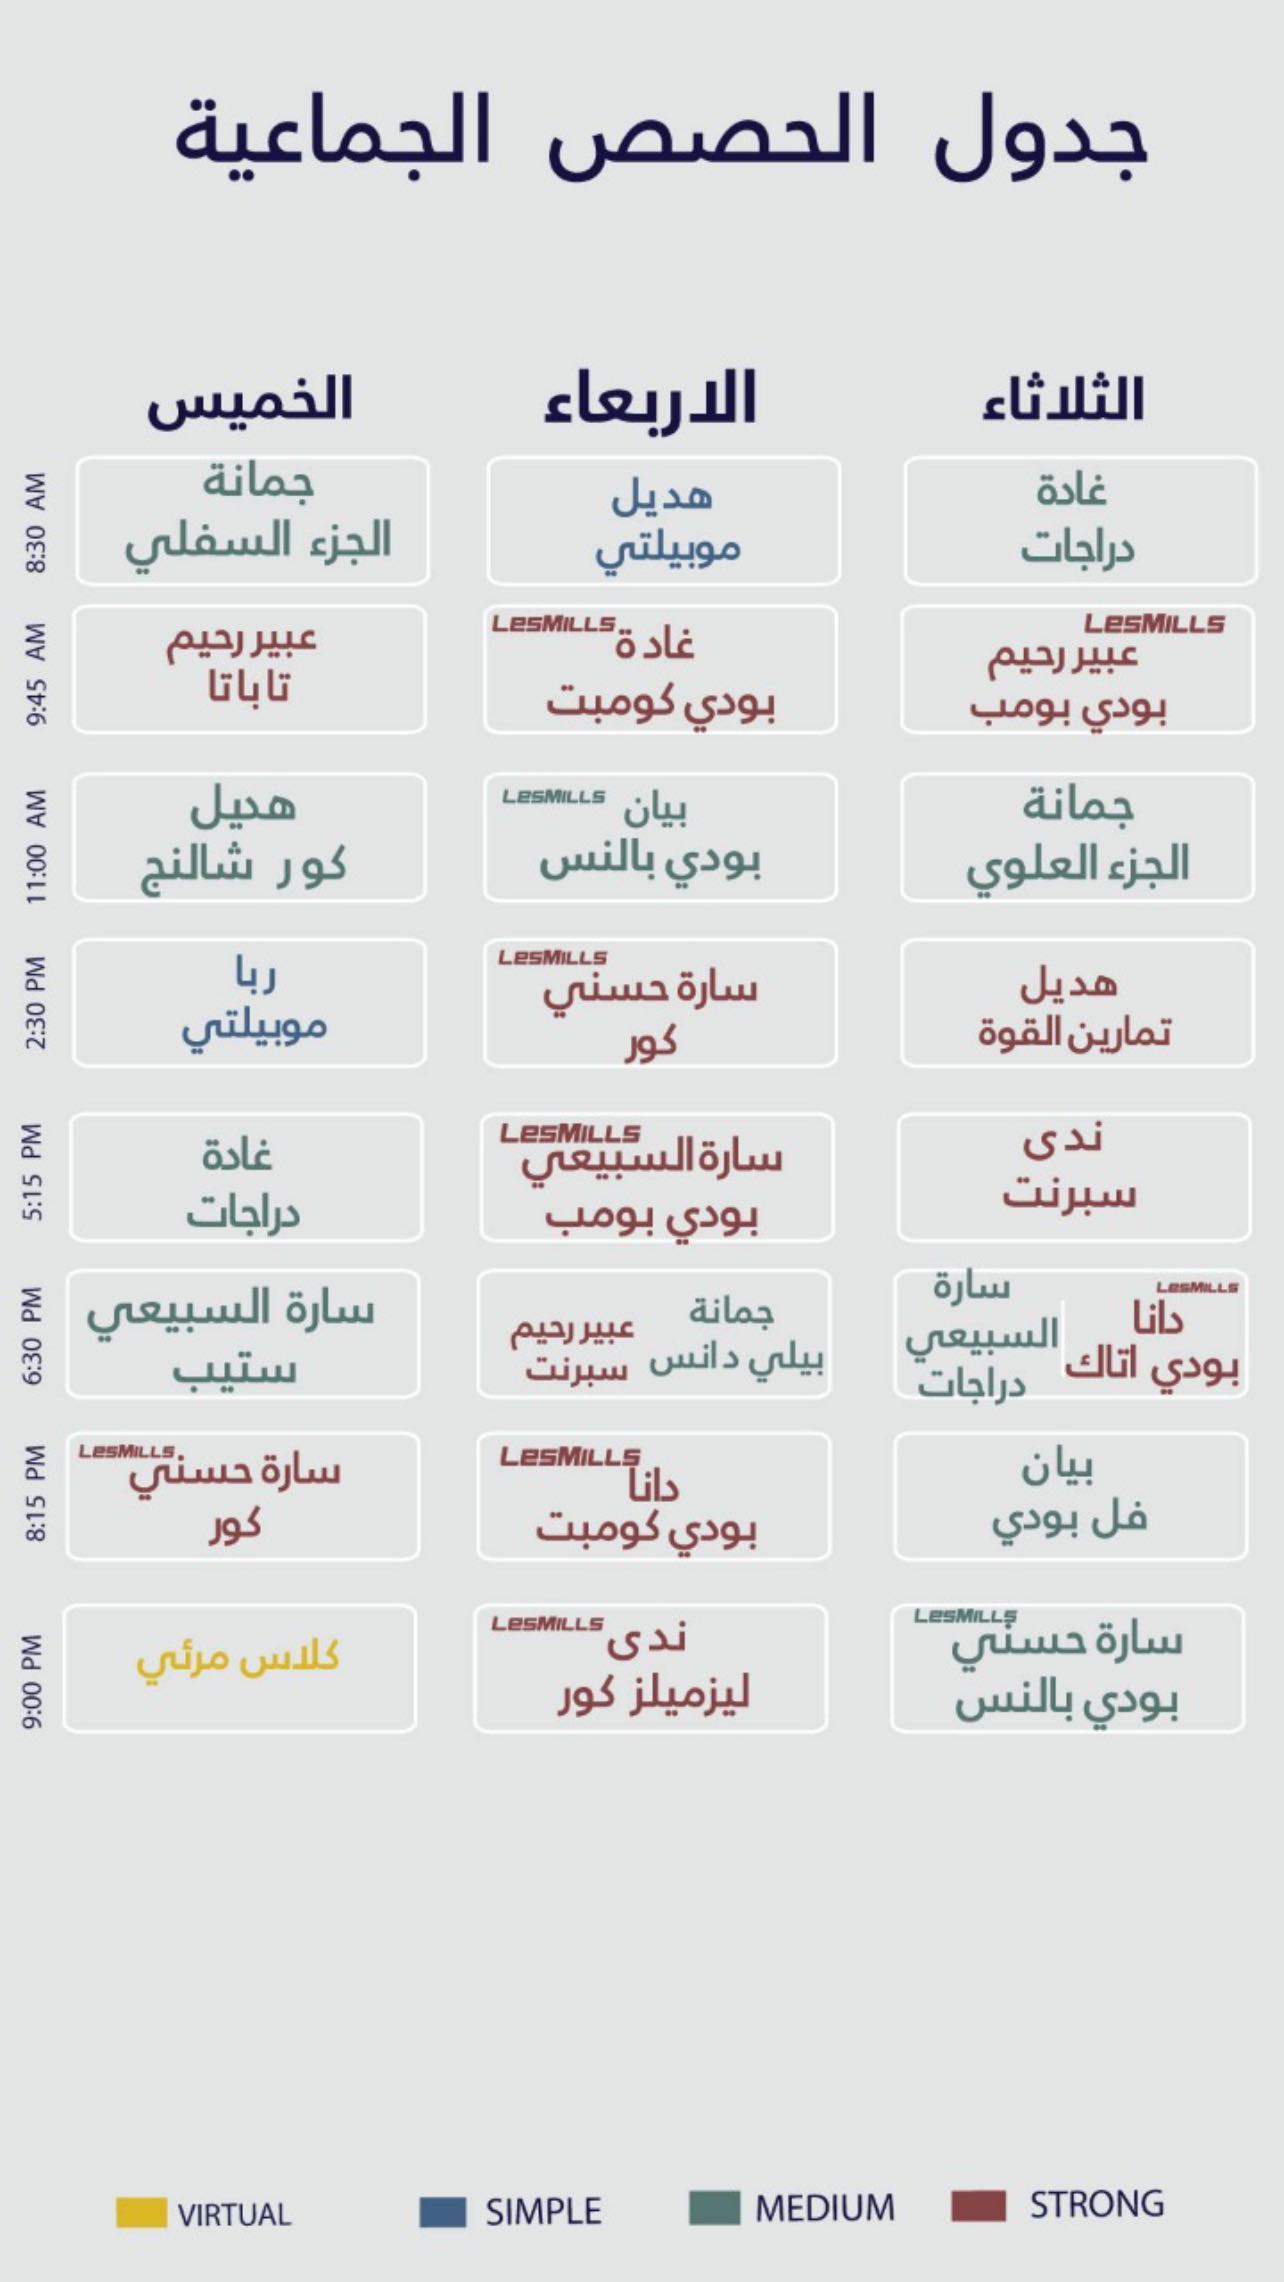 جدول الحصص الجماعية
الثلاثاء
الاربعاء
الخميس
8:30 AM
غادة
دراجات
هديل
موبيلتي
جمانة
الجزء السفلي
9:45 AM
LESMILLS
عبير رحيم
بودي بومب
LESMILLS
غادة
بودي كومبت
عبير رحيم
تاباتا
11:00 AM
جمانة
الجزء العلوي
LESMILLS
بيان
بودي بالنس
هديل
كور شالنج
2:30 PM
هديل
تمارين القوة
LESMILLS
سارة حسني
كور
ربا
موبيلتي
5:15 PM
ندى
سبرنت
LESMILLS
سارة السبيعي
بودي بومب
غادة
دراجات
6:30 PM
LESMILLS
دانا
بودي اتاك
سارة
السبيعي
دراجات
جمانة
بيلي دانس
عبير رحيم
سبرنت
سارة السبيعي
ستيب
8:15 PM
بيان
فل بودي
LESMILLS
دانا
بودي كومبت
LESMILLS
سارة حسني
كور
9:00 PM
LESMILLS
سارة حسني
بودي بالنس
LESMILLS
ندى
ليزميلز كور
كلاس مرئي
VIRTUAL
SIMPLE
MEDIUM
STRONG